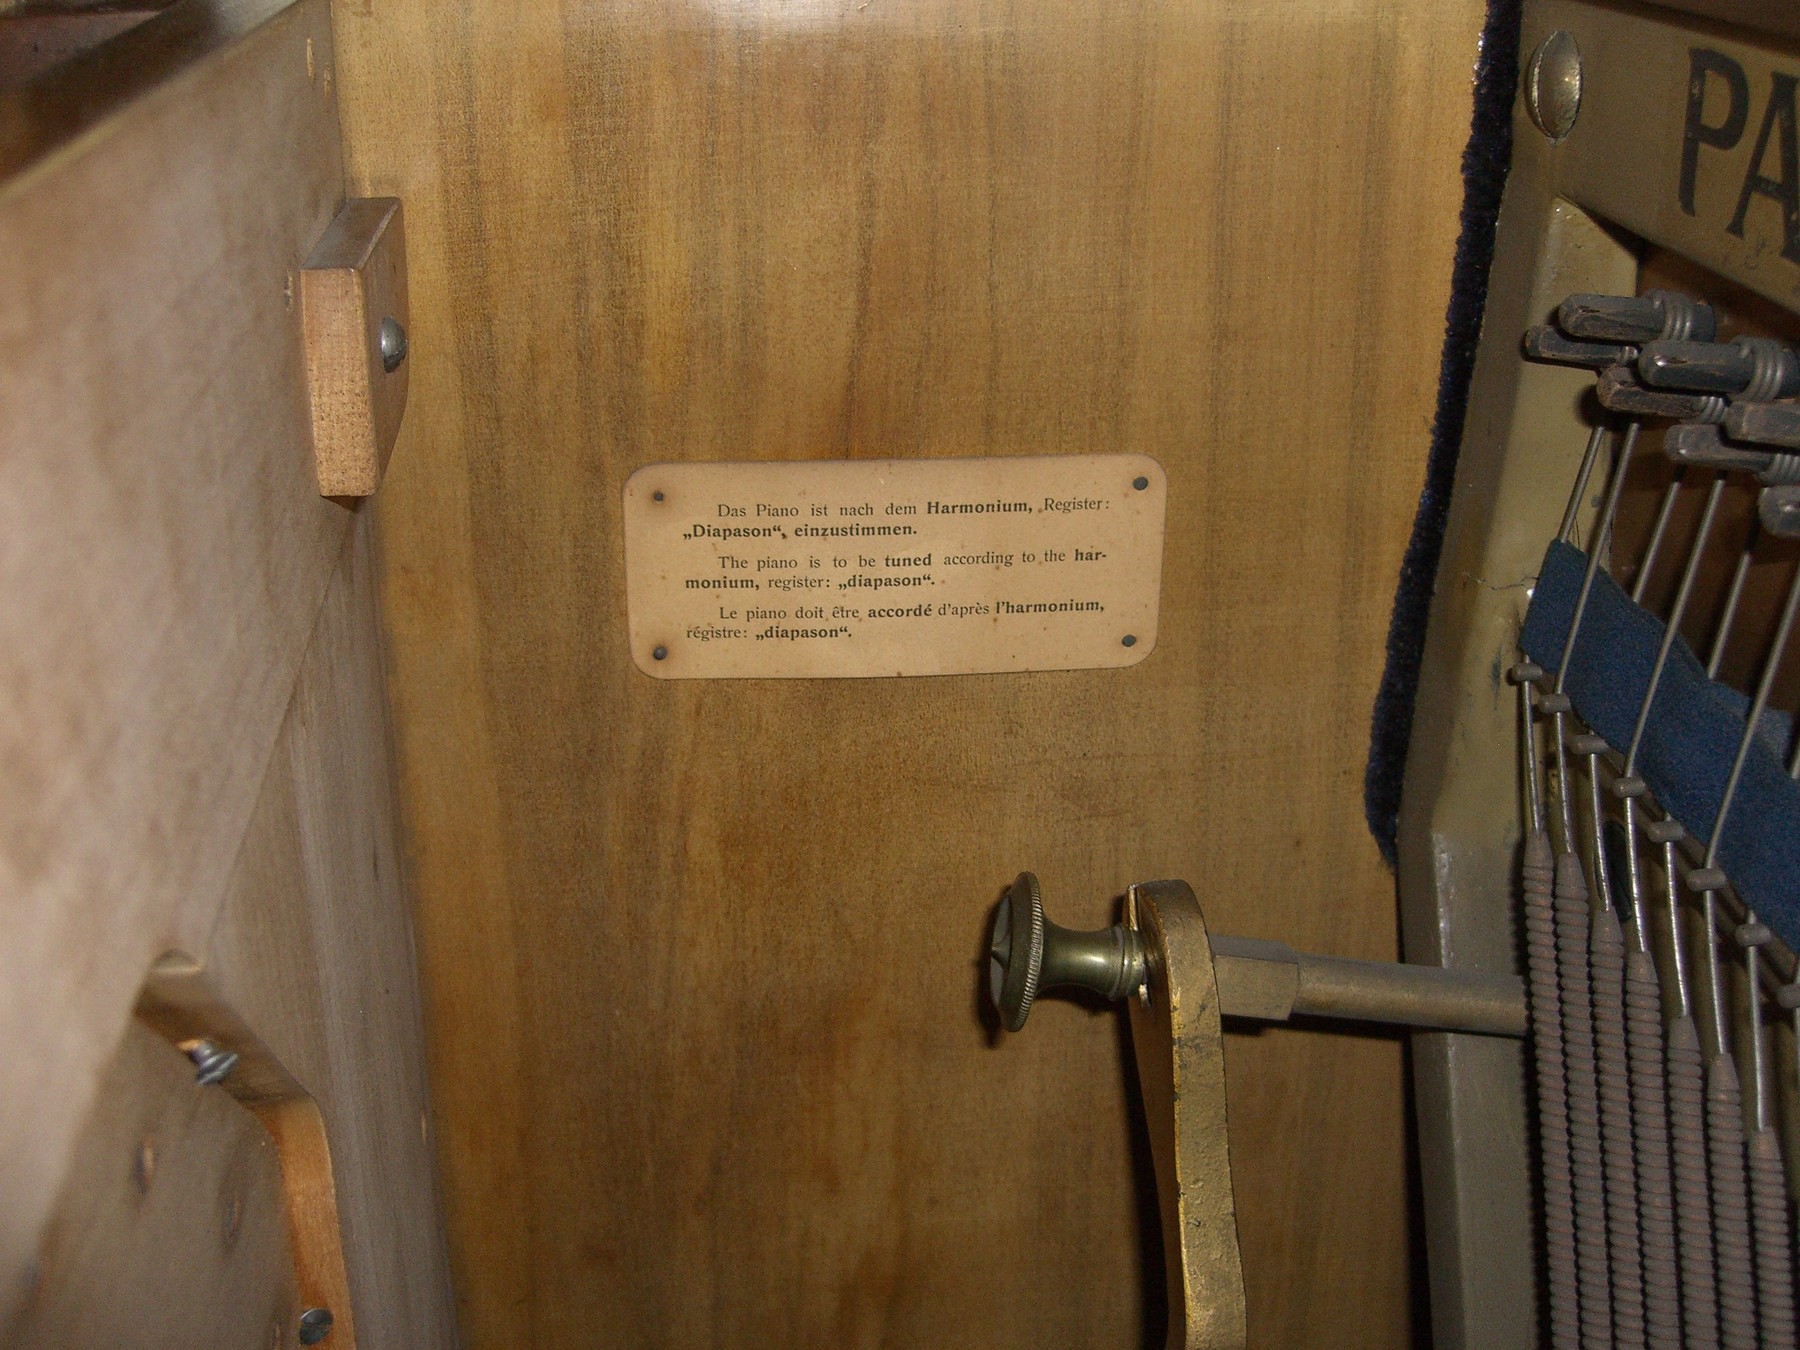 Das Piano ist nach dem Harmonium, Register:
„Diapason“, einzustimmen.
The piano is to be tuned according to the har-
monium, register: „diapason“.
Le piano doit être accordé d'après l'harmonium,
régistre: „diapason“.
PA